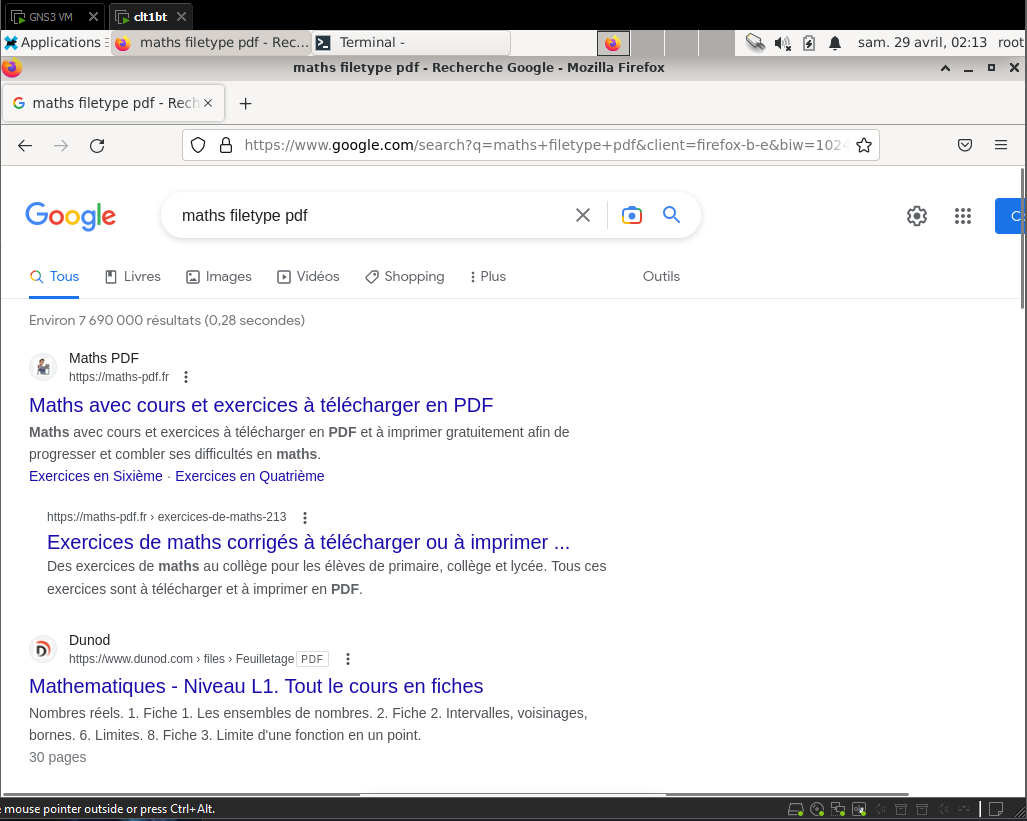 GNS3 VM
clt1bt
Applications
maths filetype pdf - Rec...
Terminal -
sam. 29 avril, 02:13
root
maths filetype pdf - Recherche Google - Mozilla Firefox
maths filetype pdf - Rech
https://www.google.com/search?q=maths+filetype+pdf&client=firefox-b-e&biw=1024
Google
maths filetype pdf
Tous
Livres
Images
Vidéos
Shopping
Plus
Outils
Environ 7 690 000 résultats (0,28 secondes)
Maths PDF
https://maths-pdf.fr
Maths avec cours et exercices à télécharger en PDF
Maths avec cours et exercices à télécharger en PDF et à imprimer gratuitement afin de
progresser et combler ses difficultés en maths.
Exercices en Sixième · Exercices en Quatrième
https://maths-pdf.fr › exercices-de-maths-213
Exercices de maths corrigés à télécharger ou à imprimer ...
Des exercices de maths au collège pour les élèves de primaire, collège et lycée. Tous ces
exercices sont à télécharger et à imprimer en PDF.
Dunod
https://www.dunod.com › files › Feuilletage PDF
Mathematiques - Niveau L1. Tout le cours en fiches
Nombres réels. 1. Fiche 1. Les ensembles de nombres. 2. Fiche 2. Intervalles, voisinages,
bornes. 6. Limites. 8. Fiche 3. Limite d'une fonction en un point.
30 pages
mouse pointer outside or press Ctrl+Alt.